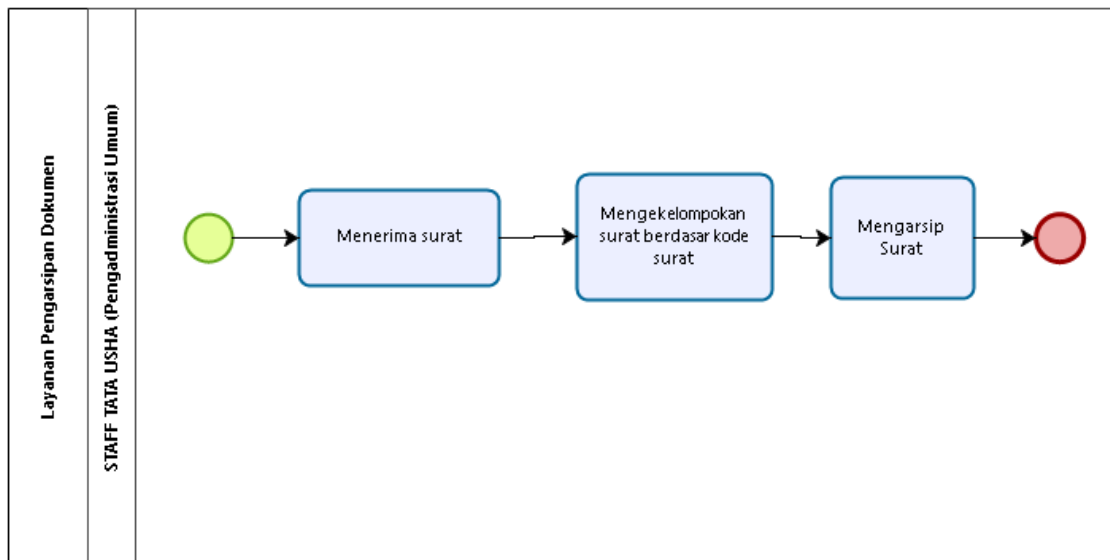 Layanan Pengarsipan Dokumen
STAFF TATA USHA (Pengadministrasi Umum)
Menerima surat
Mengekelompokan
surat berdasar kode
surat
Mengarsip
Surat